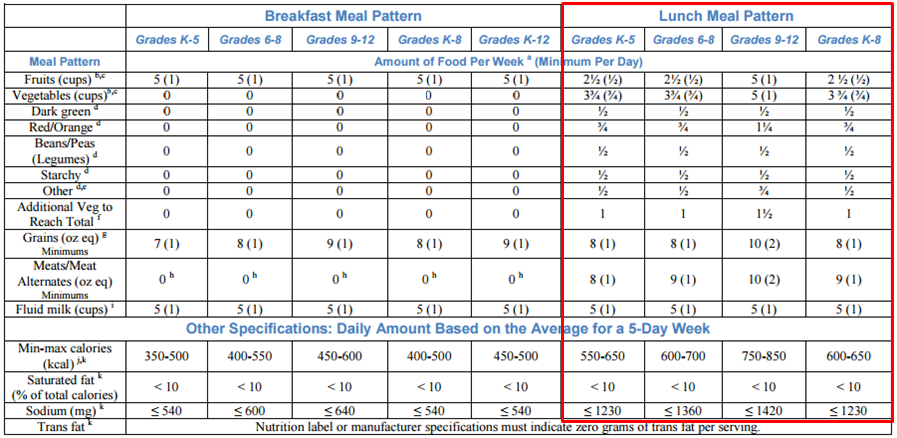 Breakfast Meal Pattern Lunch Meal Pattern
Grades K-5 Grades 6-8 Grades 9-12 Grades K-8 Grades K-12 Grades K-5 Grades 6-8 Grades 9-12 Grades K-8
Meal Pattern Amount of Food Per Week a (Minimum Per Day)
Fruits (cups) b,c 5 (1) 5 (1) 5 (1) 5 (1) 5 (1) 2½ (½) 2½ (½) 5 (1) 2 ½ (½)
Vegetables (cups)b,c 0 0 0 0 0 3¾ (¾) 3¾ (¾) 5 (1) 3 ¾ (¾)
Dark green d 0 0 0 0 0 ½ ½ ½ ½
Red/Orange d 0 0 0 0 0 ¾ ¾ 1¼ ¾
Beans/Peas
(Legumes) d 0 0 0 0 0 ½ ½ ½ ½
Starchy d 0 0 0 0 0 ½ ½ ½ ½
Other d,e 0 0 0 0 0 ½ ½ ¾ ½
Additional Veg to
Reach Total f 0 0 0 0 0 1 1 1½ 1
Grains (oz eq) g 7 (1) 8 (1) 9 (1) 8 (1) 9 (1) 8 (1) 8 (1) 10 (2) 8 (1)
Minimums
Meats/Meat
Alternates (oz eq) 0 h 0 h 0 h 0 h 0 h 8 (1) 9 (1) 10 (2) 9 (1)
Minimums
Fluid milk (cups) i 5 (1) 5 (1) 5 (1) 5 (1) 5 (1) 5 (1) 5 (1) 5 (1) 5 (1)
Other Specifications: Daily Amount Based on the Average for a 5-Day Week
Min-max calories
(kcal) j,k 350-500 400-550 450-600 400-500 450-500 550-650 600-700 750-850 600-650
Saturated fat k
(% of total calories) < 10 < 10 < 10 < 10 < 10 < 10 < 10 < 10 < 10
Sodium (mg) k ≤ 540 ≤ 600 ≤ 640 ≤ 540 ≤ 540 ≤ 1230 ≤ 1360 ≤ 1420 ≤ 1230
Trans fat k Nutrition label or manufacturer specifications must indicate zero grams of trans fat per serving.